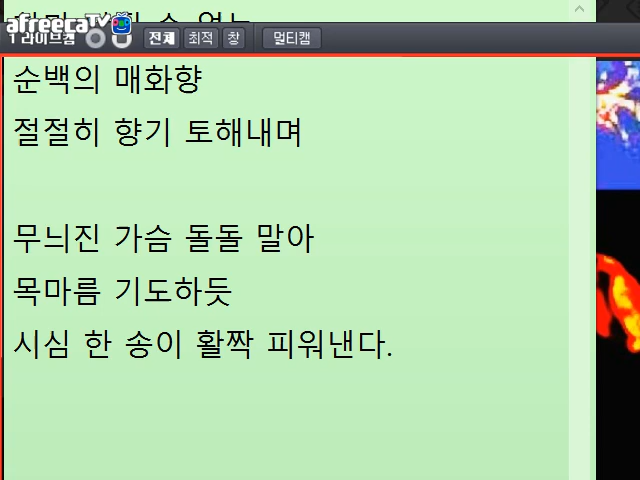 afreecaTV
1 라이브캠 전체 최적 창 멀티캠
순백의 매화향
절절히 향기 토해내며
무늬진 가슴 돌돌 말아
목마름 기도하듯
시심 한 송이 활짝 피워낸다.